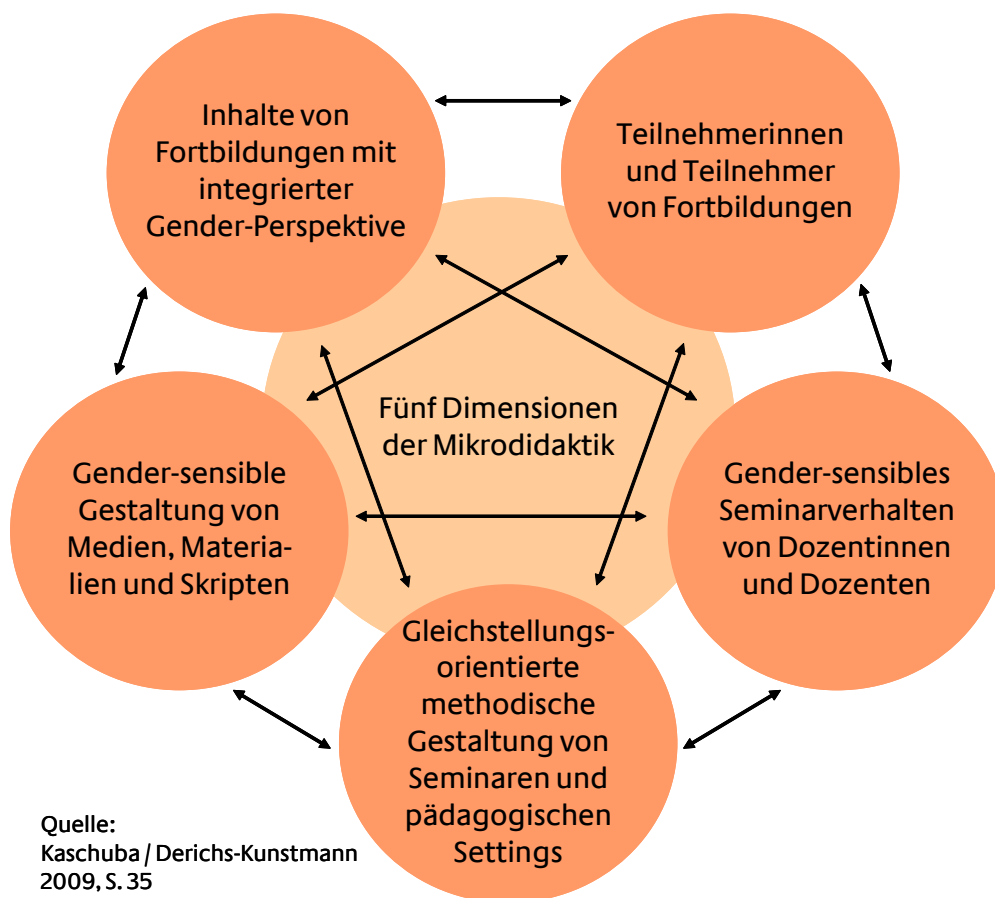 Inhalte von
Fortbildungen mit
integrierter
Gender-Perspektive
Teilnehmerinnen
und Teilnehmer
von Fortbildungen
Fünf Dimensionen
der Mikrodidaktik
Gender-sensible
Gestaltung von
Medien, Materia-
lien und Skripten
Gender-sensibles
Seminarverhalten
von Dozentinnen
und Dozenten
Gleichstellungs-
orientierte
methodische
Gestaltung von
Seminaren und
pädagogischen
Settings
Quelle:
Kaschuba / Derichs-Kunstmann
2009, S. 35